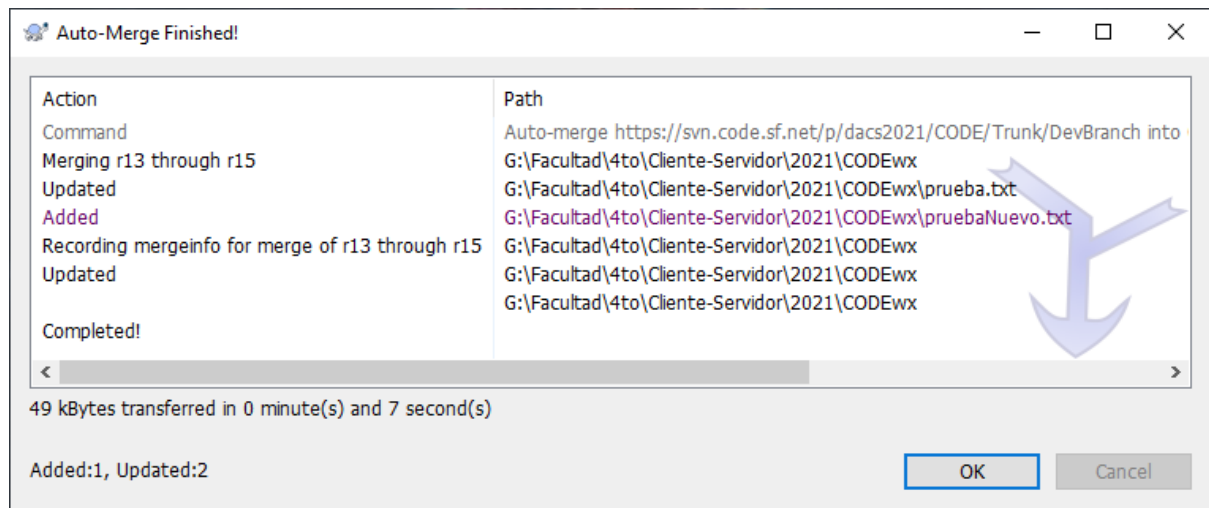 Auto-Merge Finished!
Action Path
Command Auto-merge https://svn.code.sf.net/p/dacs2021/CODE/Trunk/DevBranch into
Merging r13 through r15 G:\Facultad\4to\Cliente-Servidor\2021\CODEwx
Updated G:\Facultad\4to\Cliente-Servidor\2021\CODEwx\prueba.txt
Added G:\Facultad\4to\Cliente-Servidor\2021\CODEwx\pruebaNuevo.txt
Recording mergeinfo for merge of r13 through r15 G:\Facultad\4to\Cliente-Servidor\2021\CODEwx
Updated G:\Facultad\4to\Cliente-Servidor\2021\CODEwx
G:\Facultad\4to\Cliente-Servidor\2021\CODEwx
Completed!
49 kBytes transferred in 0 minute(s) and 7 second(s)
Added:1, Updated:2
OK Cancel